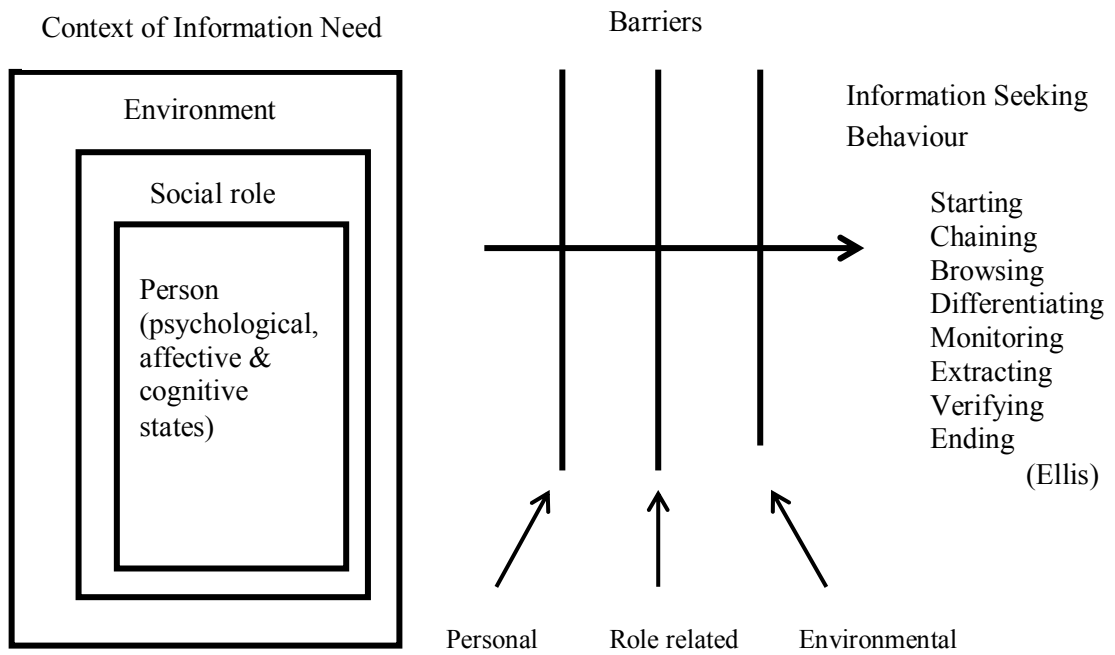 Context of Information Need
Environment
Social role
Person
(psychological,
affective &
cognitive
states)
Barriers
Personal
Role related
Environmental
Information Seeking
Behaviour
Starting
Chaining
Browsing
Differentiating
Monitoring
Extracting
Verifying
Ending
(Ellis)